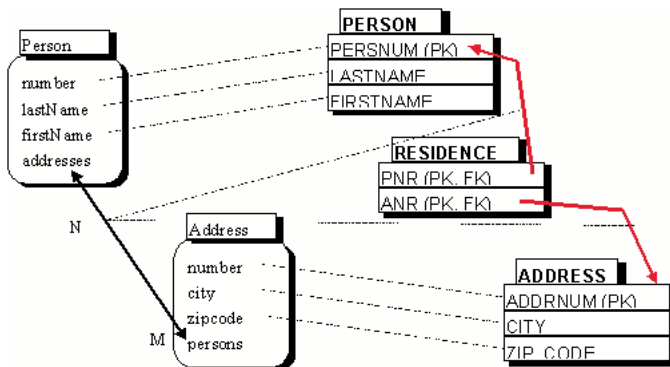 Person
number
lastName
firstName
addresses
PERSON
PERSNUM (PK)
LASTNAME
FIRSTNAME
RESIDENCE
PNR (PK, FK)
ANR (PK, FK)
N
M
Address
number
city
zipcode
persons
ADDRESS
ADDRNUM (PK)
CITY
ZIP_CODE